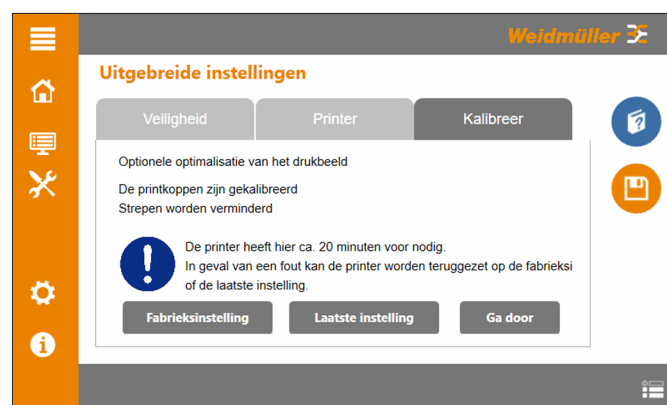 Weidmüller
Uitgebreide instellingen
Veiligheid Printer Kalibreer
Optionele optimalisatie van het drukbeeld
De printkoppen zijn gekalibreerd
Strepen worden verminderd
De printer heeft hier ca. 20 minuten voor nodig.
In geval van een fout kan de printer worden teruggezet op de fabrieksi
of de laatste instelling.
Fabrieksinstelling Laatste instelling Ga door